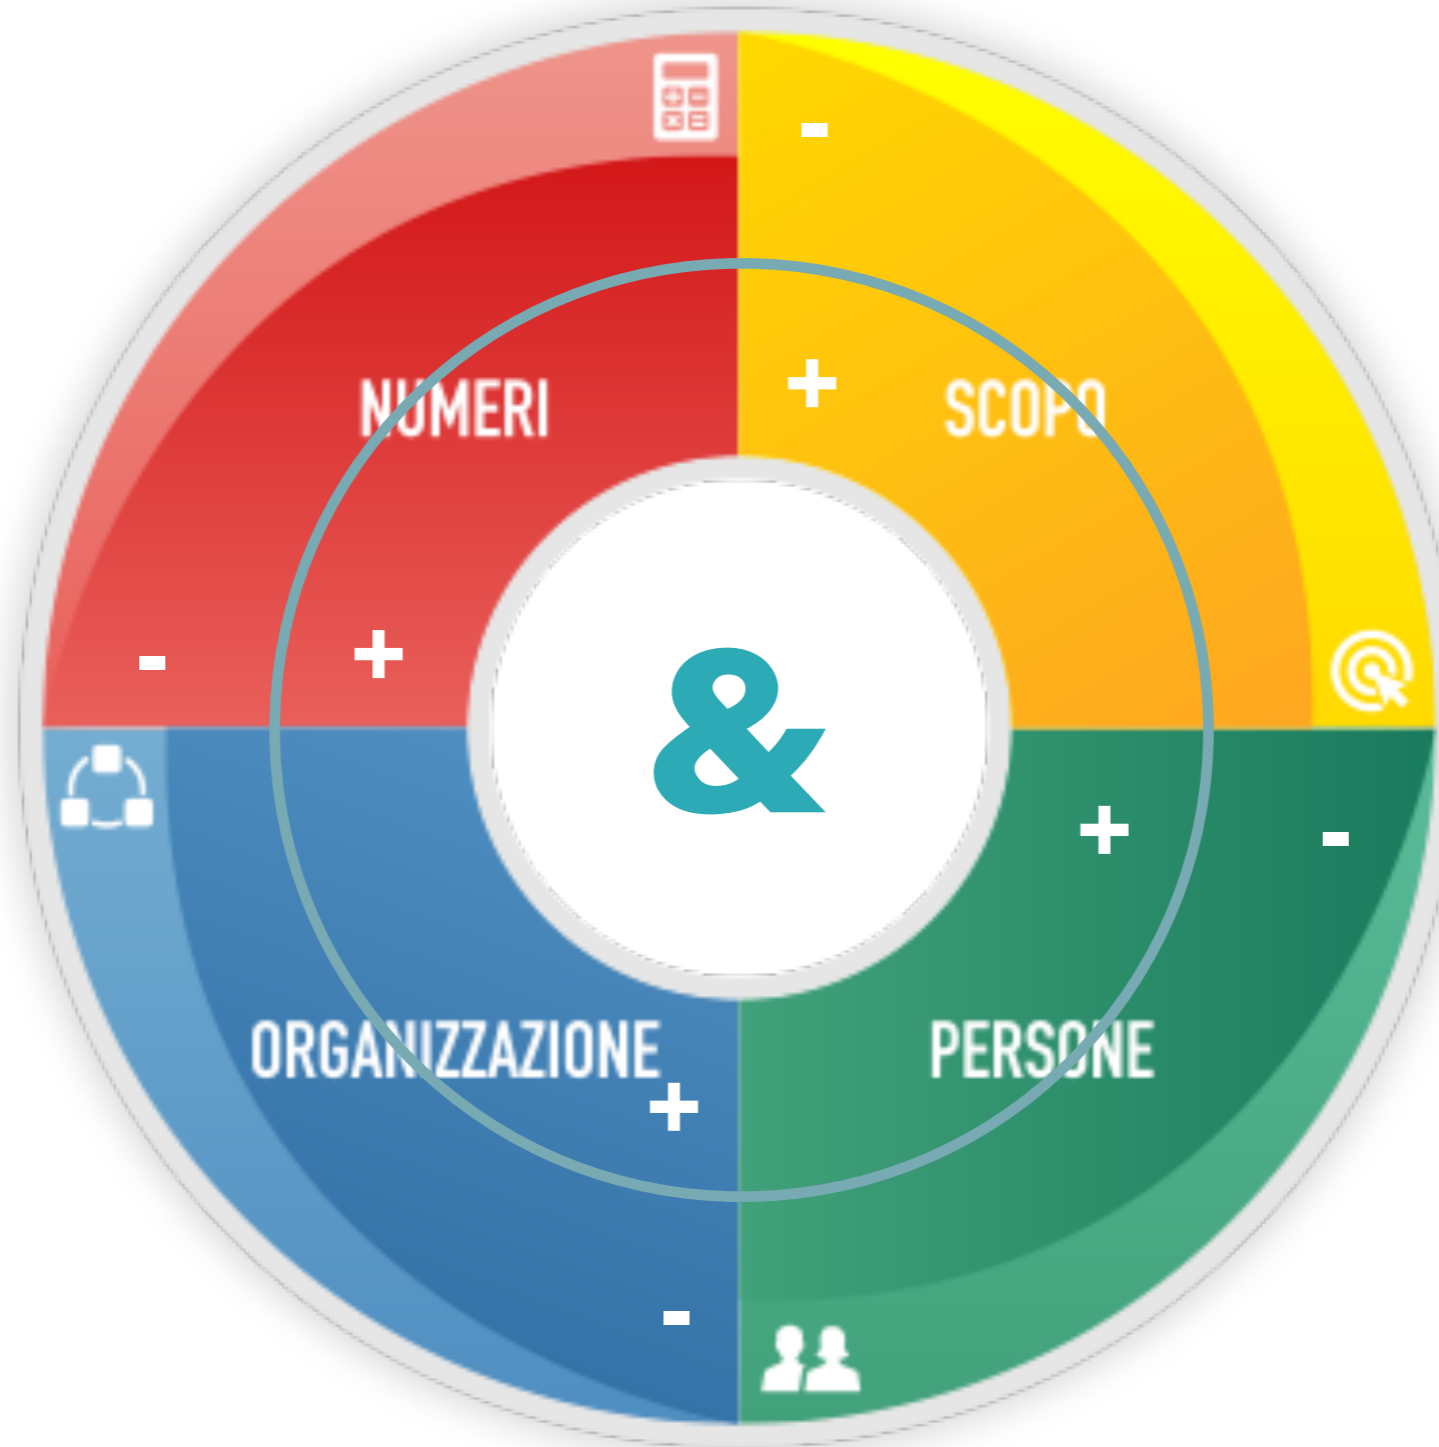 -
+
NUMERI
SCOPO
-
+
&
+
-
ORGANIZZAZIONE
PERSONE
+
-